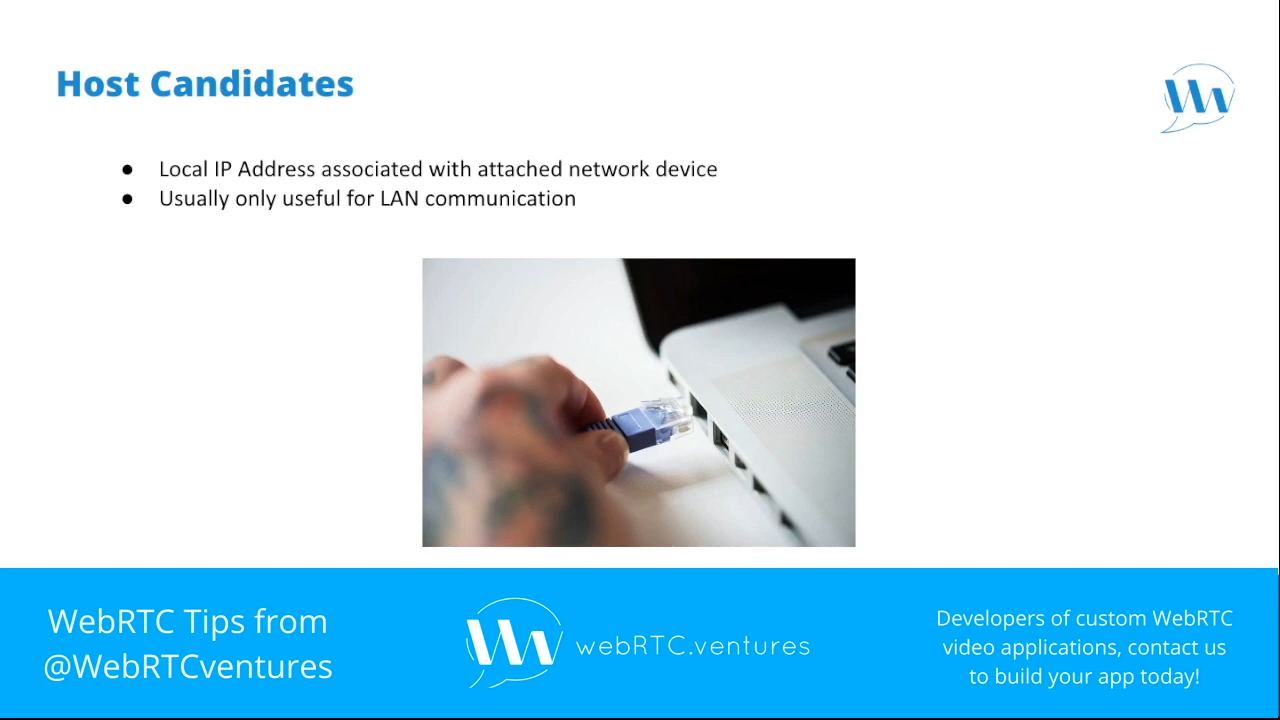 Host Candidates
● Local IP Address associated with attached network device
● Usually only useful for LAN communication
WebRTC Tips from
@WebRTCventures
webRTC.ventures
Developers of custom WebRTC
video applications, contact us
to build your app today!